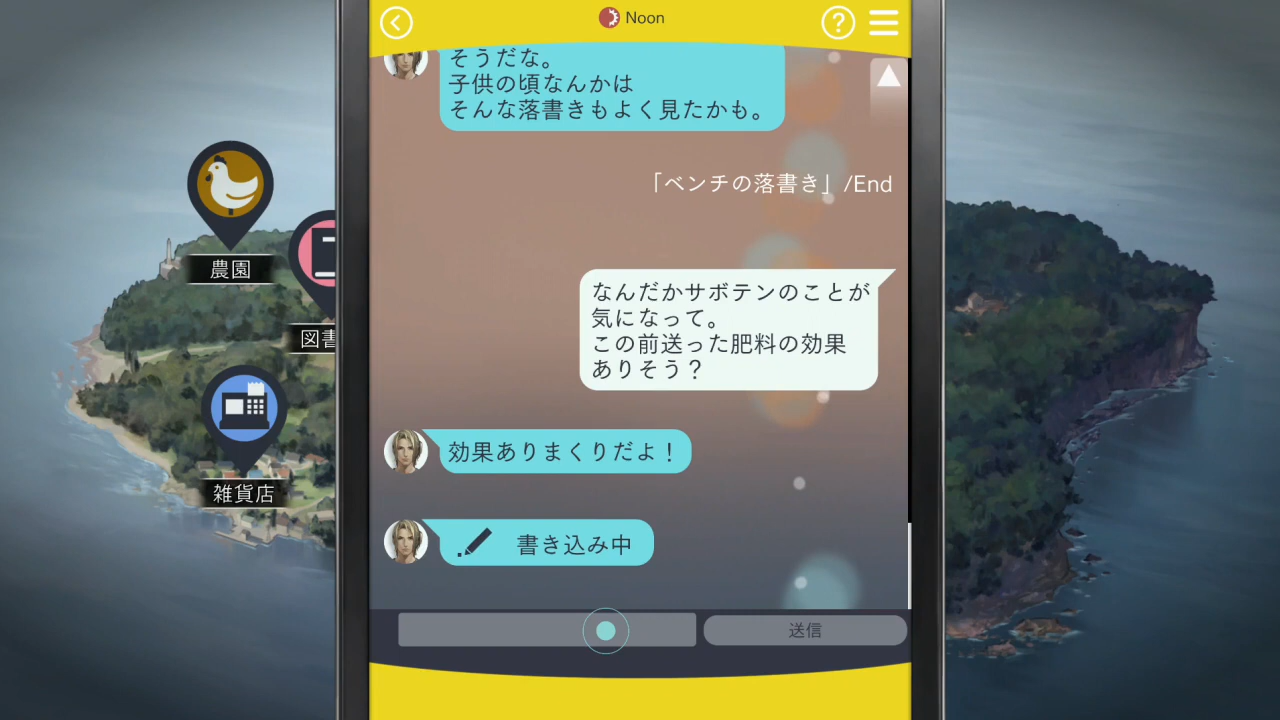 Noon
そうだな。
子供の頃なんかは
そんな落書きもよく見たかも。
「ベンチの落書き」/End
なんだかサボテンのことが
気になって。
この前送った肥料の効果
ありそう？
効果ありまくりだよ！
書き込み中
送信
農園
図書
雑貨店
?